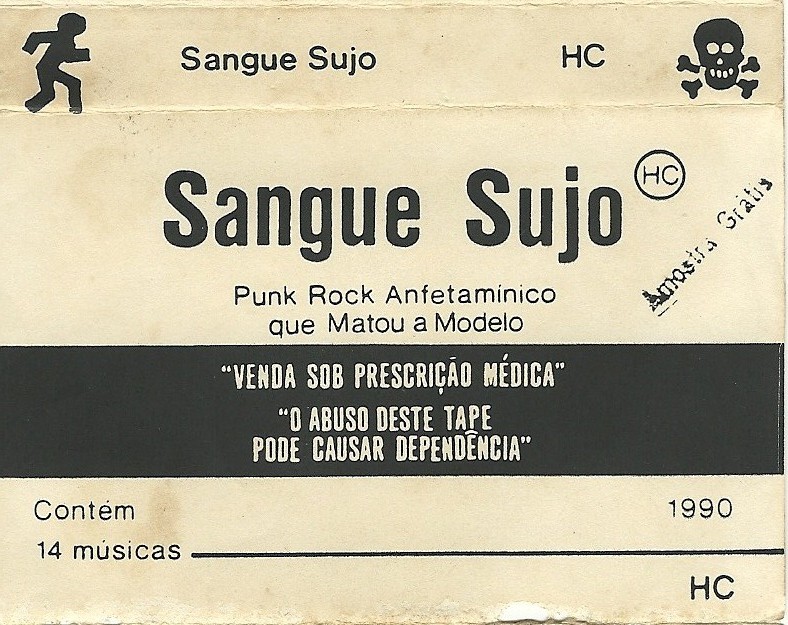 Sangue Sujo HC
Sangue Sujo HC
Amostra Grátis
Punk Rock Anfetamínico
que Matou a Modelo
“VENDA SOB PRESCRIÇÃO MÉDICA”
“O ABUSO DESTE TAPE
PODE CAUSAR DEPENDÊNCIA”
Contém 1990
14 músicas
HC